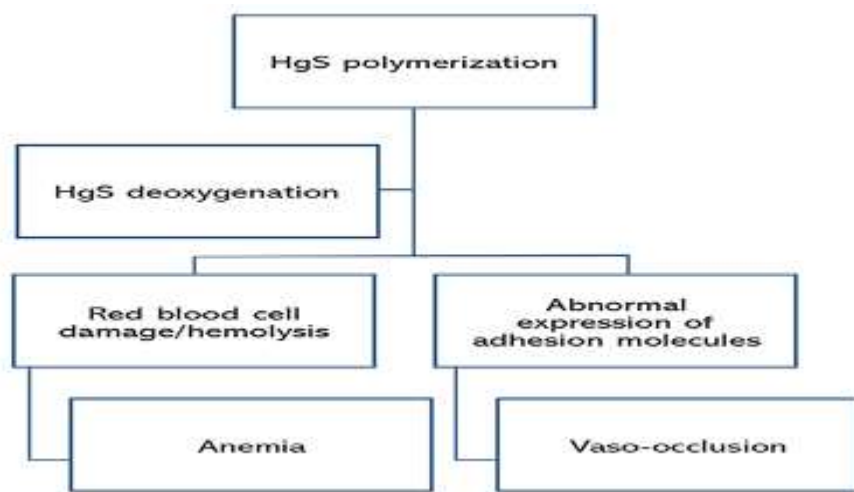 HgS polymerization
HgS deoxygenation
Red blood cell
damage/hemolysis
Abnormal
expression of
adhesion molecules
Anemia
Vaso-occlusion